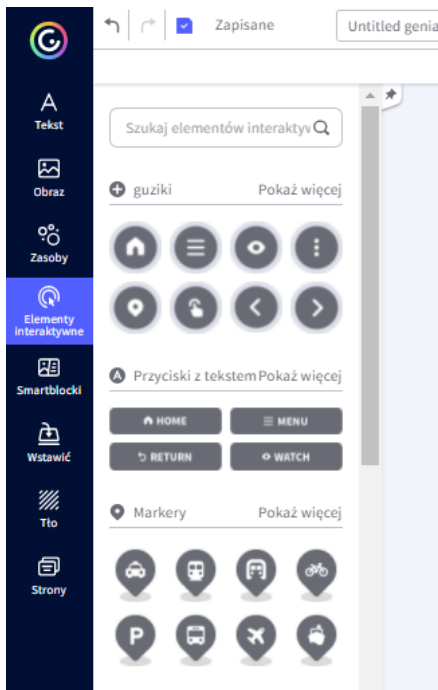 Zapisane
Untitled genia
Tekst
Obraz
Zasoby
Elementy
interaktywne
Smartblocki
Wstawić
Tło
Strony
Szukaj elementów interaktyw
guziki Pokaż więcej
A Przyciski z tekstem Pokaż więcej
HOME
MENU
RETURN
WATCH
Markery Pokaż więcej
P